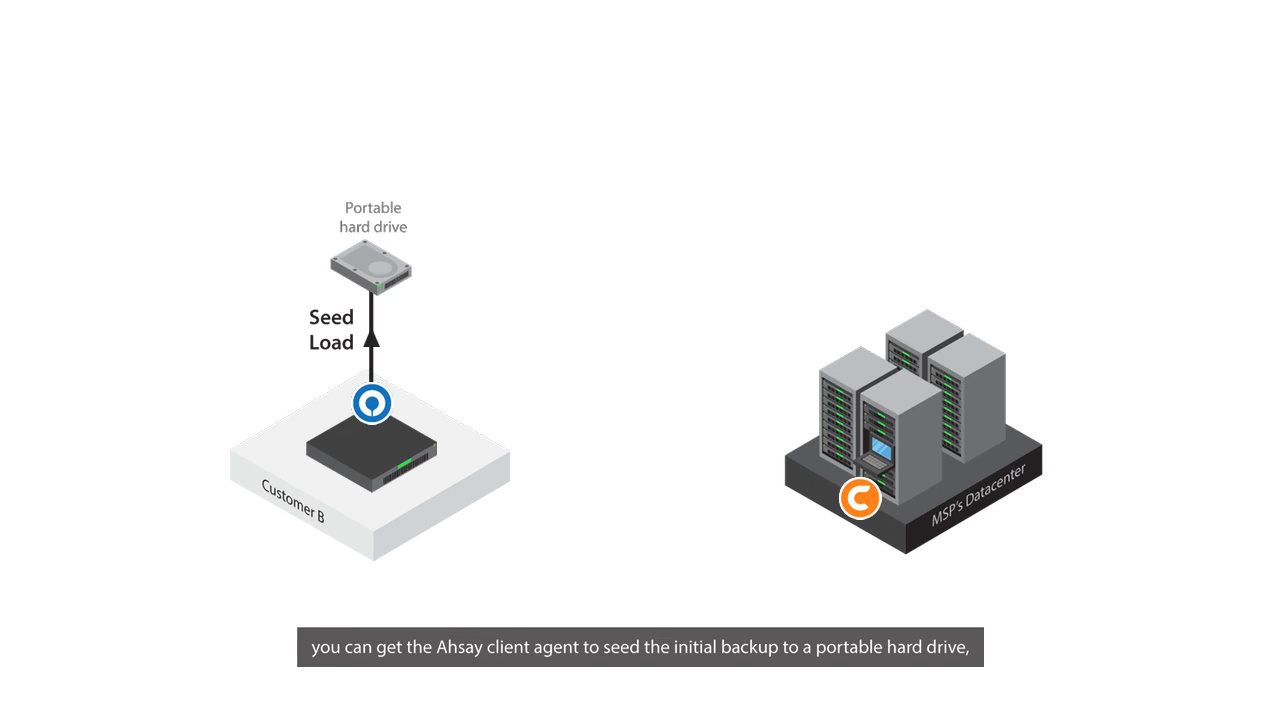 Portable
hard drive
Seed
Load
Customer B
MSP's Datacenter
you can get the Ahsay client agent to seed the initial backup to a portable hard drive,